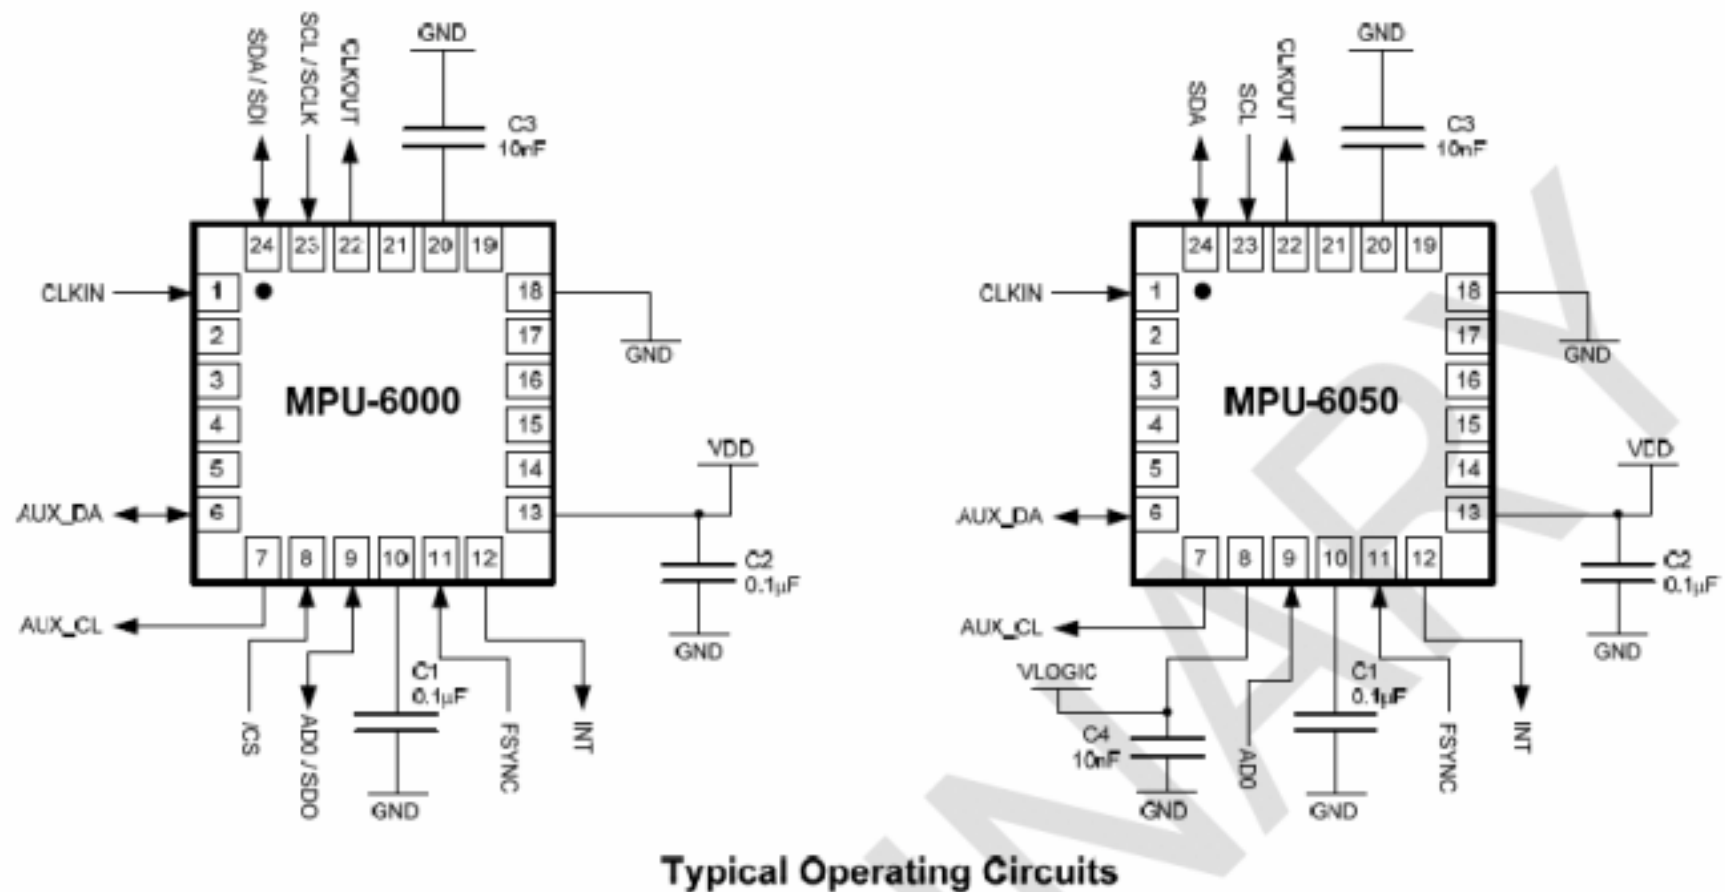 SDA / SDI
SCL / SCLK
CLKOUT
GND
C3
10nF
24 23 22 21 20 19
CLKIN
1
2
3
4
5
6
18
17
16
15
14
13
GND
MPU-6000
VDD
AUX_DA
7 8 9 10 11 12
C2
0.1µF
GND
AUX_CL
C1
0.1µF
/CS
AD0 / SDO
GND
FSYNC
INT
SDA
SCL
CLKOUT
GND
C3
10nF
24 23 22 21 20 19
CLKIN
1
2
3
4
5
6
18
17
16
15
14
13
GND
MPU-6050
VDD
AUX_DA
7 8 9 10 11 12
C2
0.1µF
GND
AUX_CL
VLOGIC
C4
10nF
GND
AD0
C1
0.1µF
GND
FSYNC
INT
Typical Operating Circuits
INARY